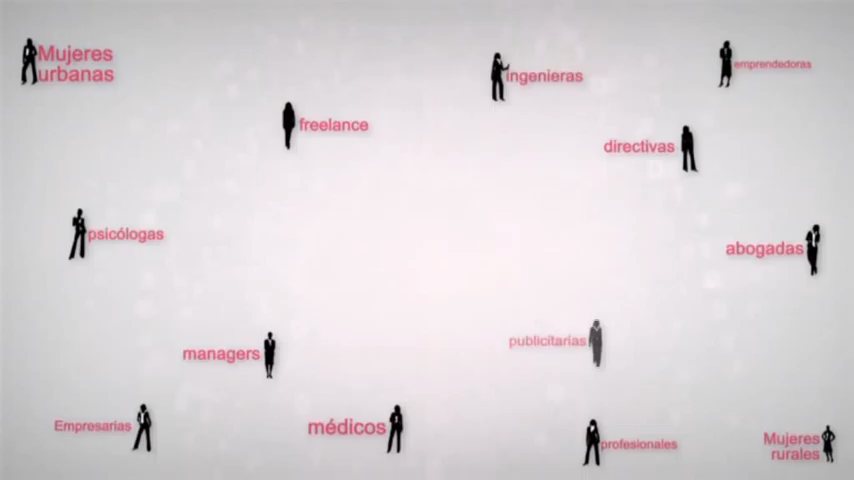 Mujeres
urbanas
ingenieras
emprendedoras
freelance
directivas
psicólogas
abogadas
managers
publicitarias
Empresarias
médicos
profesionales
Mujeres
rurales